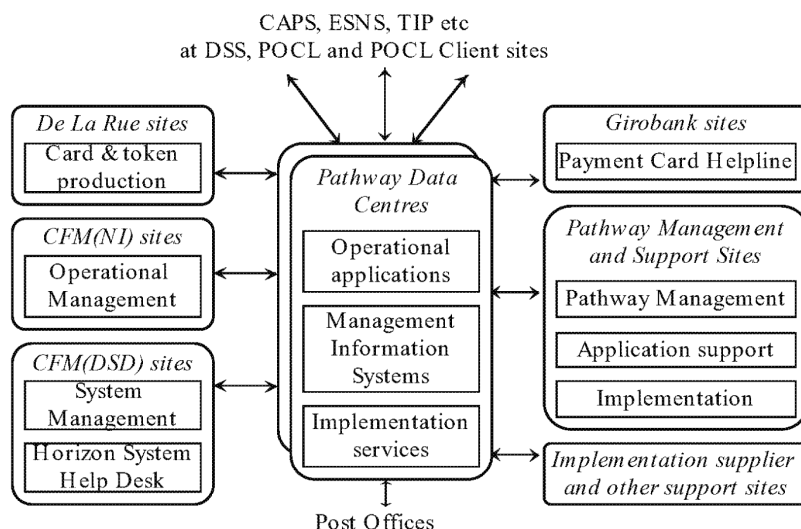 CAPS, ESNS, TIP etc
at DSS, POCL and POCL Client sites
De La Rue sites
Card & token
production
CFM(NI) sites
Operational
Management
CFM(DSD) sites
System
Management
Horizon System
Help Desk
Pathway Data
Centres
Operational
applications
Management
Information
Systems
Implementation
services
Post Offices
Girobank sites
Payment Card Helpline
Pathway Management
and Support Sites
Pathway Management
Application support
Implementation
Implementation supplier
and other support sites